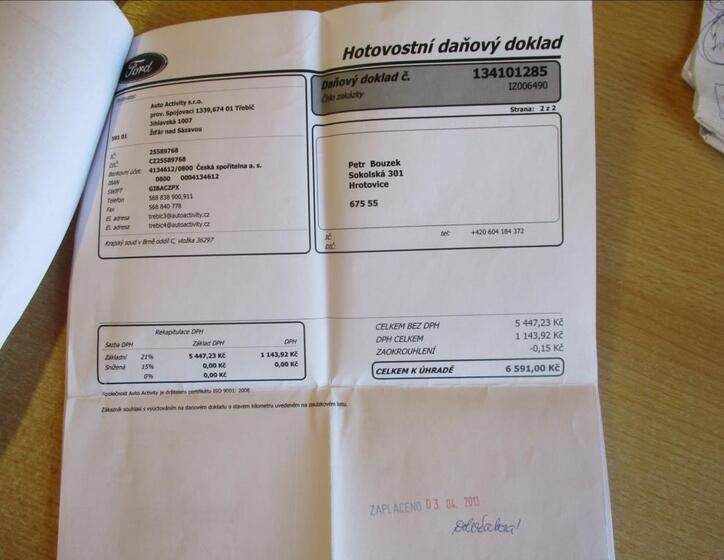 Ford
Hotovostní daňový doklad
Daňový doklad č. 134101285
Číslo zakázky IZ006490
Strana: 2 z 2
Auto Activity s.r.o.
prov. Spojovací 1339,674 01 Třebíč
Jihlavská 1007
591 01 Žďár nad Sázavou
IČ: 25589768
DIČ: CZ25589768
Bankovní účet: 4134612/0800 Česká spořitelna a. s.
IBAN 0800 0004134612
SWIFT GIBACZPX
Telefon 568 838 900,911
Fax 568 840 778
El. adresa trebic3@autoactivity.cz
El. adresa trebic4@autoactivity.cz
Krajský soud v Brně oddíl C, vložka 36297
Petr Bouzek
Sokolská 301
Hrotovice
675 55
IČ: tel: +420 604 184 372
DIČ:
Rekapitulace DPH
Sazba DPH Základ DPH DPH
Základní 21% 5 447,23 Kč 1 143,92 Kč
Snížená 15% 0,00 Kč 0,00 Kč
0% 0,00 Kč
CELKEM BEZ DPH 5 447,23 Kč
DPH CELKEM 1 143,92 Kč
ZAOKROUHLENÍ -0,15 Kč
CELKEM K ÚHRADĚ 6 591,00 Kč
Společnost Auto Activity je držitelem certifikátu ISO 9001: 2008
Zákazník souhlasí s vyúčtováním na daňovém dokladu a stavem kilometru uvedeném na zakázkovém listu.
ZAPLACENO 03. 04. 2013